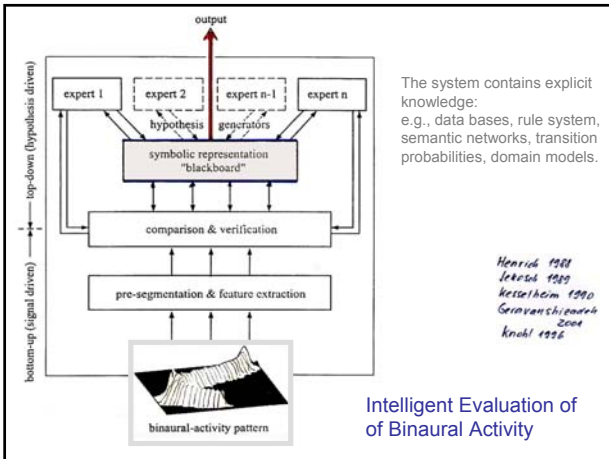 output
expert 1
expert 2
expert n-1
expert n
hypothesis generators
symbolic representation
"blackboard"
comparison & verification
pre-segmentation & feature extraction
binaural-activity pattern
top-down (hypothesis driven)
bottom-up (signal driven)
The system contains explicit
knowledge:
e.g., data bases, rule system,
semantic networks, transition
probabilities, domain models.
Henrich 1988
Jekosch 1989
Kesselheim 1990
2001
Knohl 1996
Intelligent Evaluation of
of Binaural Activity